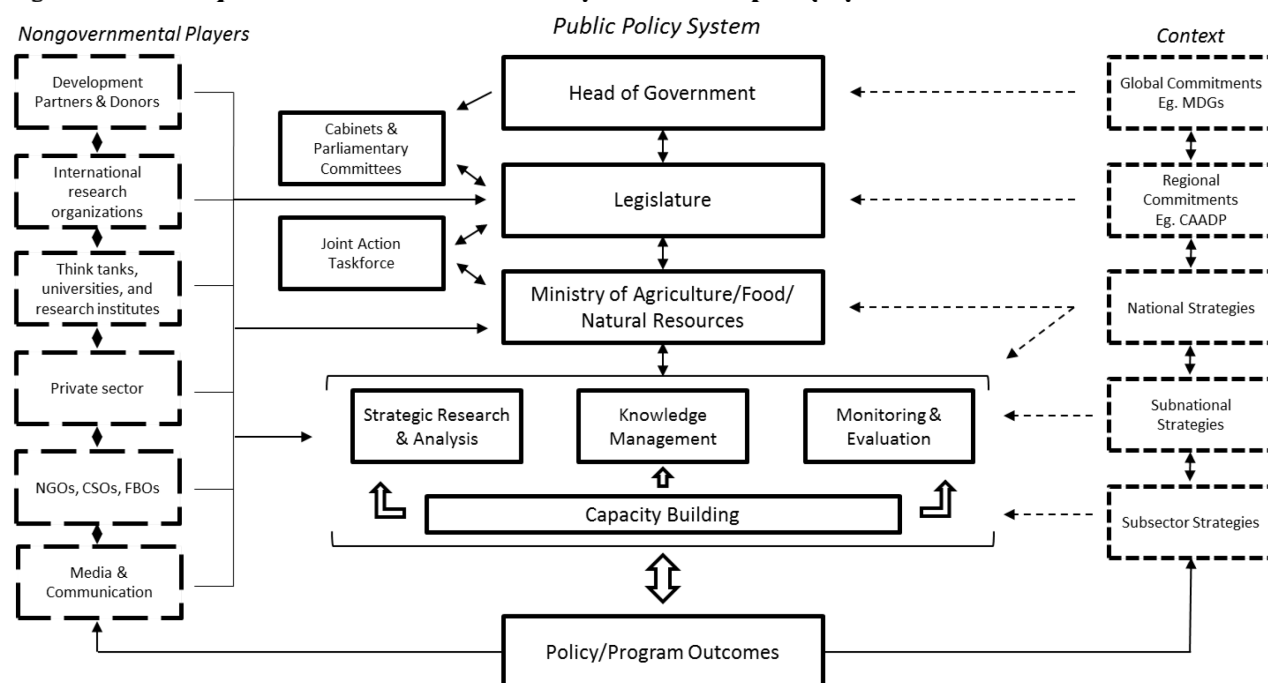 Nongovernmental Players
Public Policy System
Context
Development
Partners & Donors
International
research
organizations
Think tanks,
universities, and
research institutes
Private sector
NGOs, CSOs, FBOs
Media &
Communication
Cabinets &
Parliamentary
Committees
Joint Action
Taskforce
Head of Government
Legislature
Ministry of Agriculture/Food/
Natural Resources
Strategic Research
& Analysis
Knowledge
Management
Monitoring &
Evaluation
Capacity Building
Policy/Program Outcomes
Global Commitments
Eg. MDGs
Regional
Commitments
Eg. CAADP
National Strategies
Subnational
Strategies
Subsector Strategies